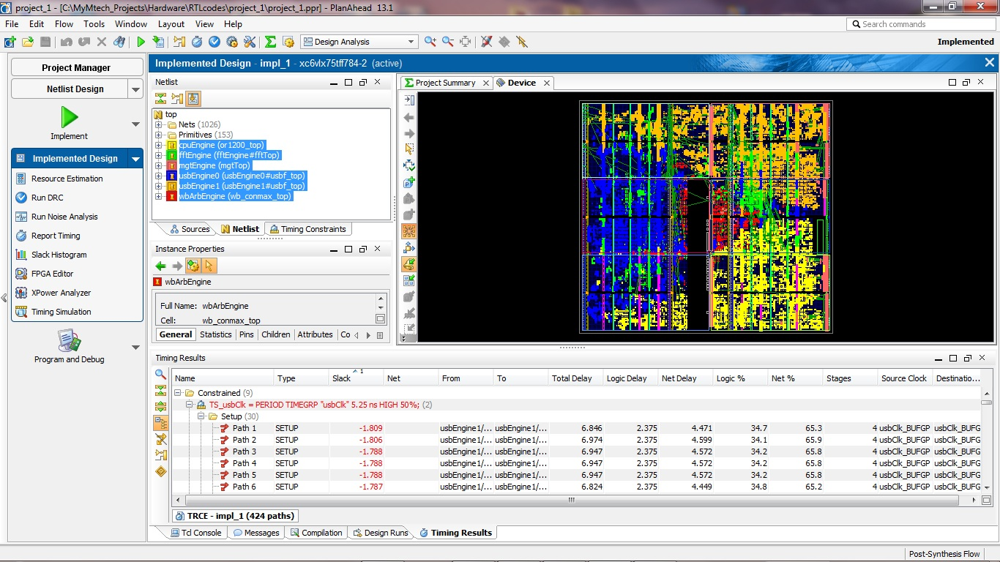 project_1 - [C:\MyMtech_Projects\Hardware\RTLcodes\project_1\project_1.ppr] - PlanAhead 13.1
File Edit Flow Tools Window Layout View Help
Search commands
Design Analysis
Implemented
Project Manager
Netlist Design
Implement
Implemented Design
Resource Estimation
Run DRC
Run Noise Analysis
Report Timing
Slack Histogram
FPGA Editor
XPower Analyzer
Timing Simulation
Program and Debug
Implemented Design - impl_1 - xc6vlx75tff784-2 (active)
Netlist
top
Nets (1026)
Primitives (153)
cpuEngine (or1200_top)
fftEngine (fftEngine#fftTop)
mgtEngine (mgtTop)
usbEngine0 (usbEngine0#usbf_top)
usbEngine1 (usbEngine1#usbf_top)
wbArbEngine (wb_conmax_top)
Sources Netlist Timing Constraints
Instance Properties
wbArbEngine
Full Name: wbArbEngine
Cell: wb_conmax_top
General Statistics Pins Children Attributes Co
Project Summary Device
Timing Results
Name Type Slack 1 Net From To Total Delay Logic Delay Net Delay Logic % Net % Stages Source Clock Destinatio...
Constrained (9)
TS_usbClk = PERIOD TIMEGRP "usbClk" 5.25 ns HIGH 50%; (2)
Setup (30)
Path 1 SETUP -1.809 usbEngine1/... usbEngine1/... 6.846 2.375 4.471 34.7 65.3 4 usbClk_BUFGP usbClk_BUFG
Path 2 SETUP -1.806 usbEngine1/... usbEngine1/... 6.974 2.375 4.599 34.1 65.9 4 usbClk_BUFGP usbClk_BUFG
Path 3 SETUP -1.788 usbEngine1/... usbEngine1/... 6.947 2.375 4.572 34.2 65.8 4 usbClk_BUFGP usbClk_BUFG
Path 4 SETUP -1.788 usbEngine1/... usbEngine1/... 6.947 2.375 4.572 34.2 65.8 4 usbClk_BUFGP usbClk_BUFG
Path 5 SETUP -1.788 usbEngine1/... usbEngine1/... 6.947 2.375 4.572 34.2 65.8 4 usbClk_BUFGP usbClk_BUFG
Path 6 SETUP -1.787 usbEngine1/... usbEngine1/... 6.824 2.375 4.449 34.8 65.2 4 usbClk_BUFGP usbClk_BUFG
TRCE - impl_1 (424 paths)
Tcl Console Messages Compilation Design Runs Timing Results
Post-Synthesis Flow